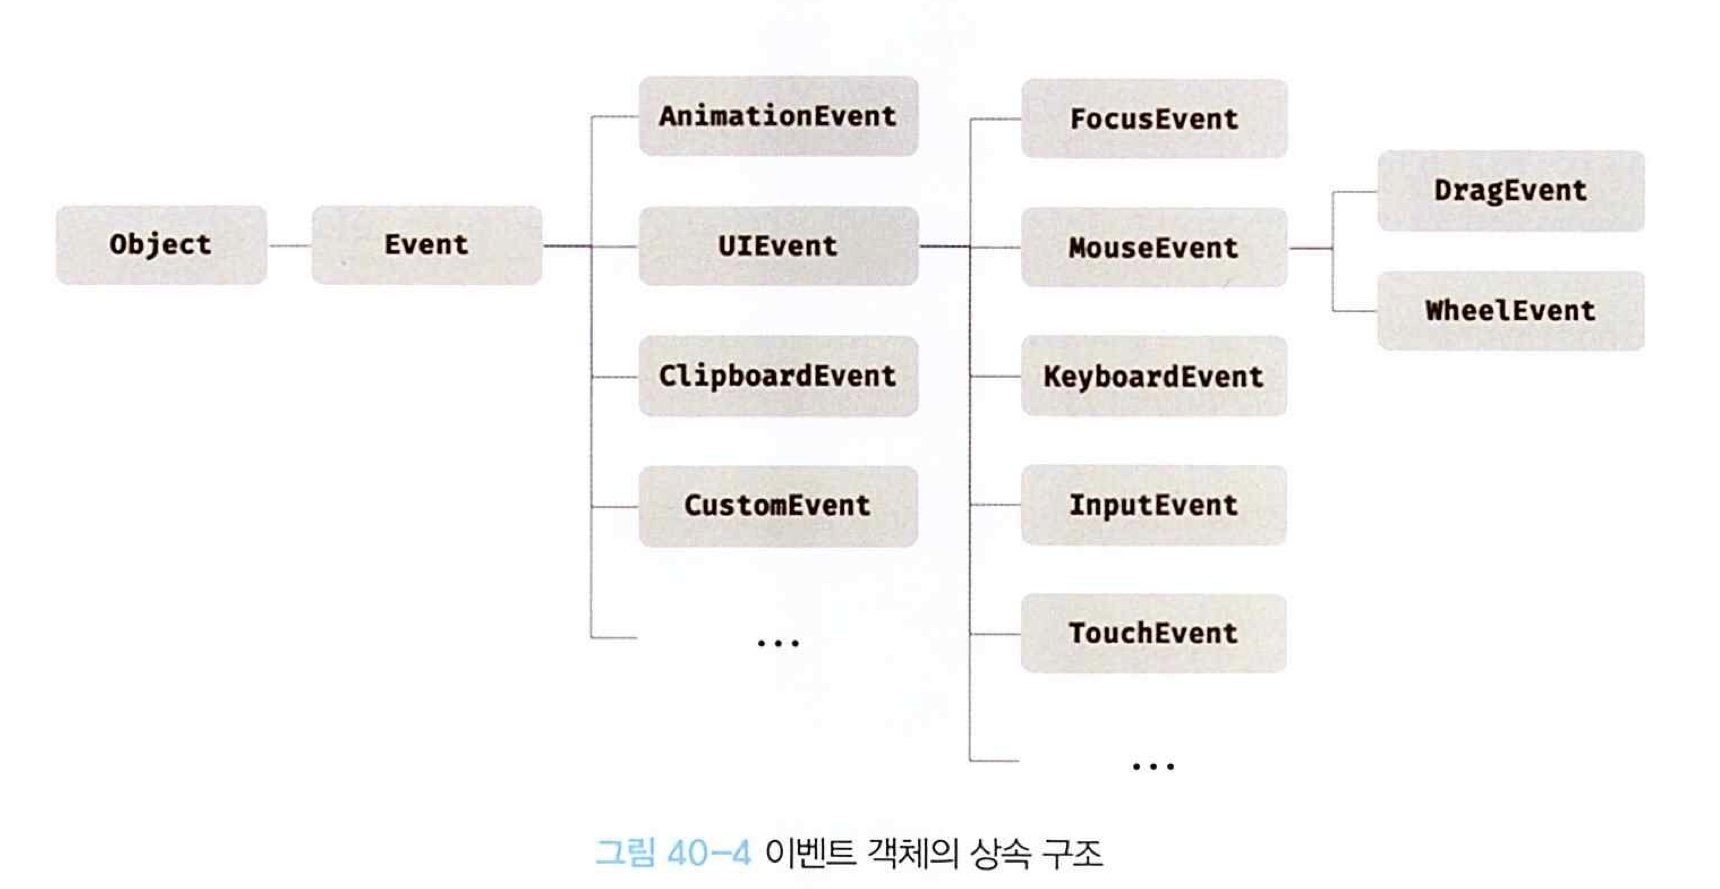 Object
Event
AnimationEvent
UIEvent
ClipboardEvent
CustomEvent
...
FocusEvent
MouseEvent
KeyboardEvent
InputEvent
TouchEvent
...
DragEvent
WheelEvent
그림 40-4 이벤트 객체의 상속 구조